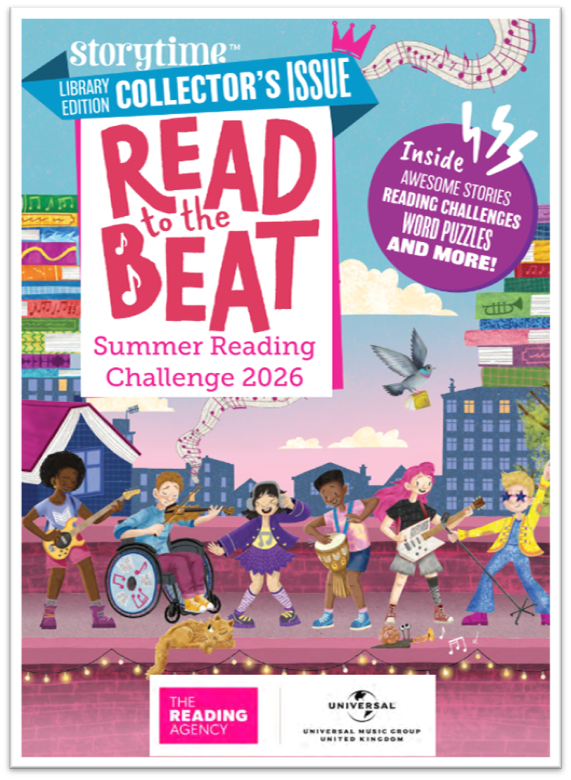 storytime™
LIBRARY
EDITION
COLLECTOR'S ISSUE
READ
to the
BEAT
Summer Reading
Challenge 2026
Inside
AWESOME STORIES
READING CHALLENGES
WORD PUZZLES
AND MORE!
THE
READING
AGENCY
UNIVERSAL
UNIVERSAL MUSIC GROUP
UNITED KINGDOM